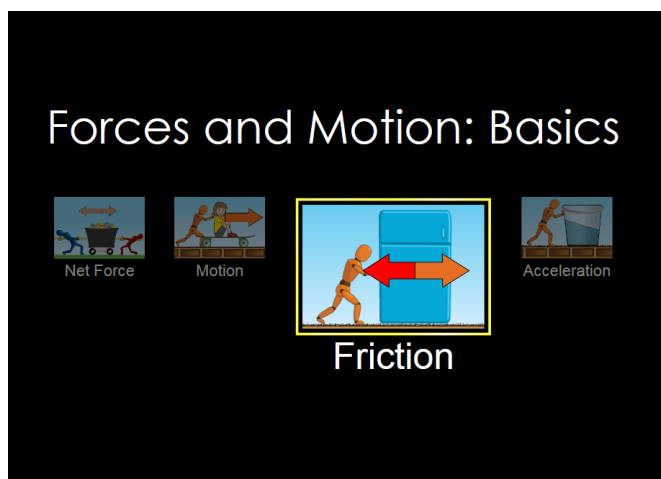 Forces and Motion: Basics
Net Force
Motion
Friction
Acceleration